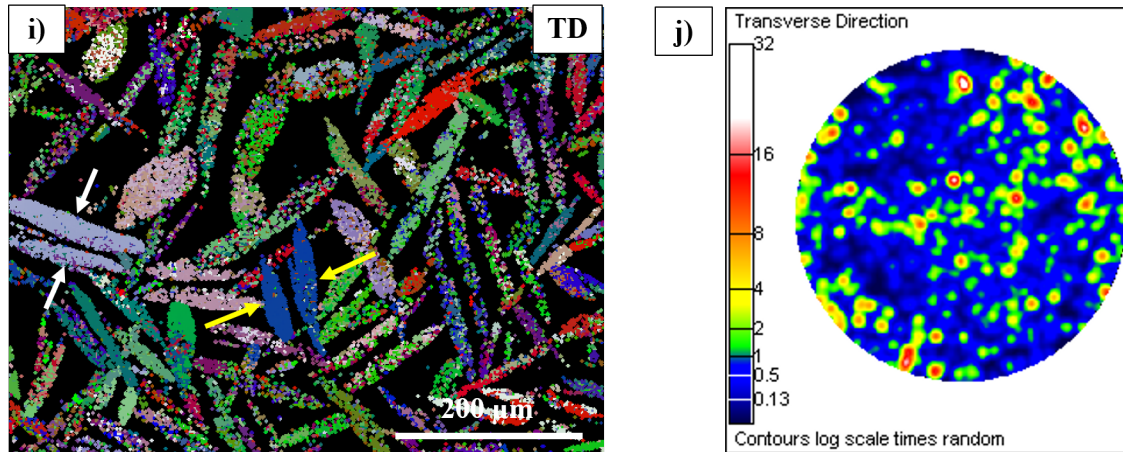 i)
TD
200 µm
j)
Transverse Direction
32
16
8
4
2
1
0.5
0.13
Contours log scale times random